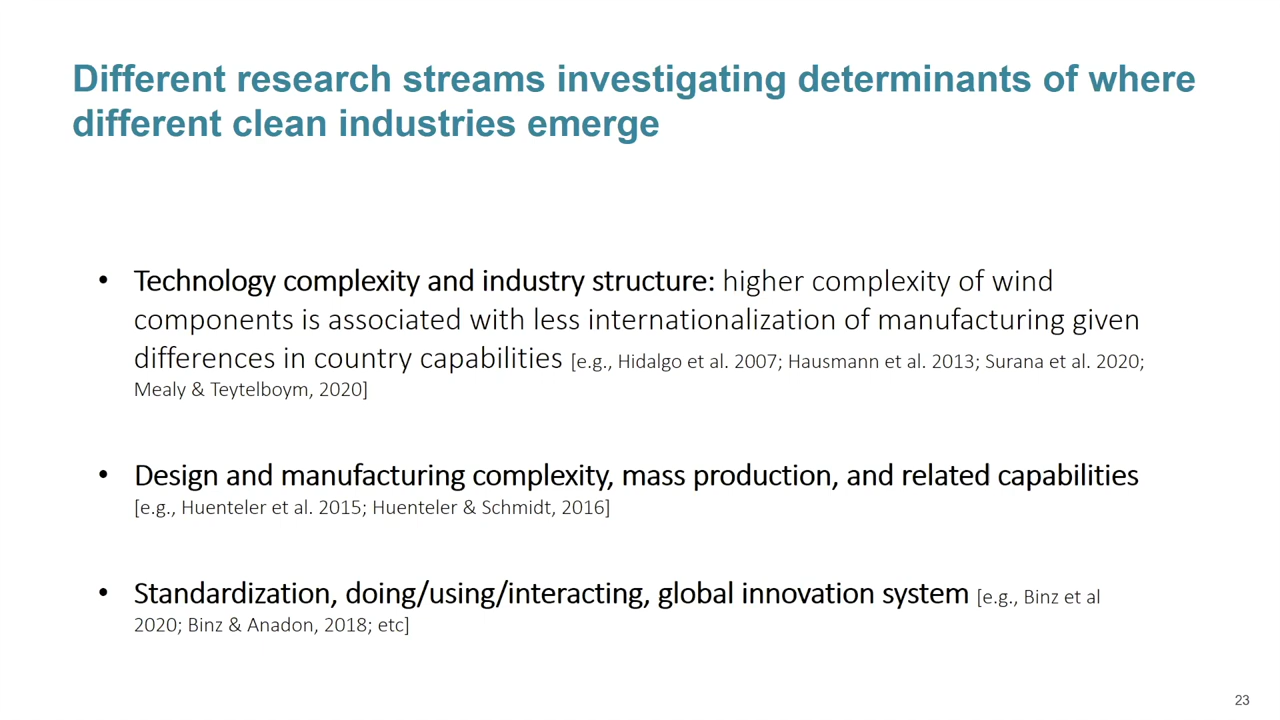 Different research streams investigating determinants of where
different clean industries emerge
• Technology complexity and industry structure: higher complexity of wind
components is associated with less internationalization of manufacturing given
differences in country capabilities [e.g., Hidalgo et al. 2007; Hausmann et al. 2013; Surana et al. 2020;
Mealy & Teytelboym, 2020]
• Design and manufacturing complexity, mass production, and related capabilities
[e.g., Huenteler et al. 2015; Huenteler & Schmidt, 2016]
• Standardization, doing/using/interacting, global innovation system [e.g., Binz et al
2020; Binz & Anadon, 2018; etc]
23